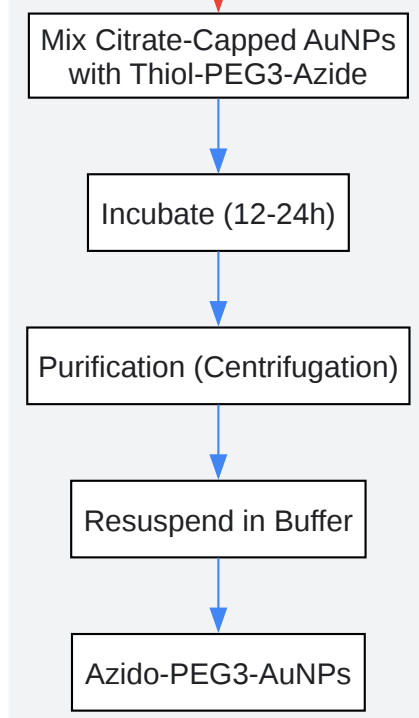 Mix Citrate-Capped AuNPs
with Thiol-PEG3-Azide
Incubate (12-24h)
Purification (Centrifugation)
Resuspend in Buffer
Azido-PEG3-AuNPs